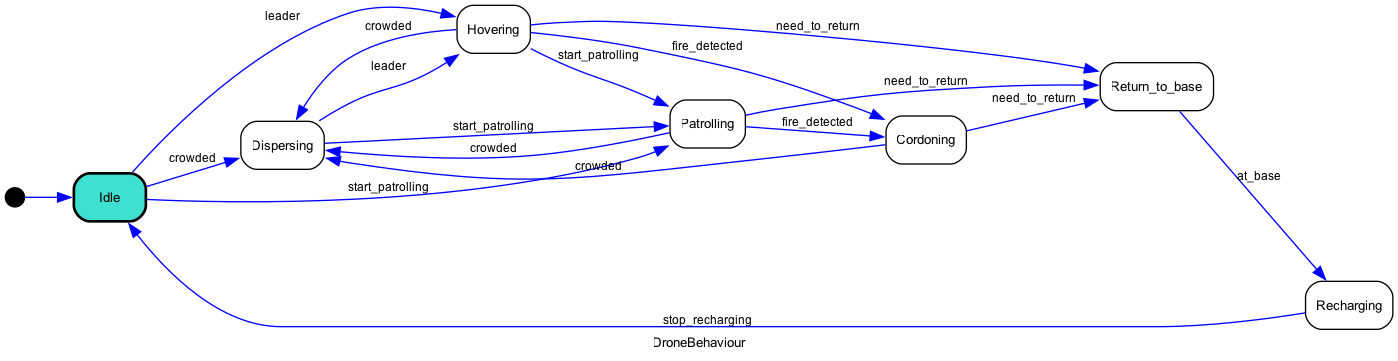 leader
crowded
Hovering
need_to_return
fire_detected
start_patrolling
leader
need_to_return
Return_to_base
need_to_return
start_patrolling
Patrolling
fire_detected
Cordoning
Dispersing
crowded
crowded
crowded
start_patrolling
at_base
Idle
Recharging
stop_recharging
DroneBehaviour